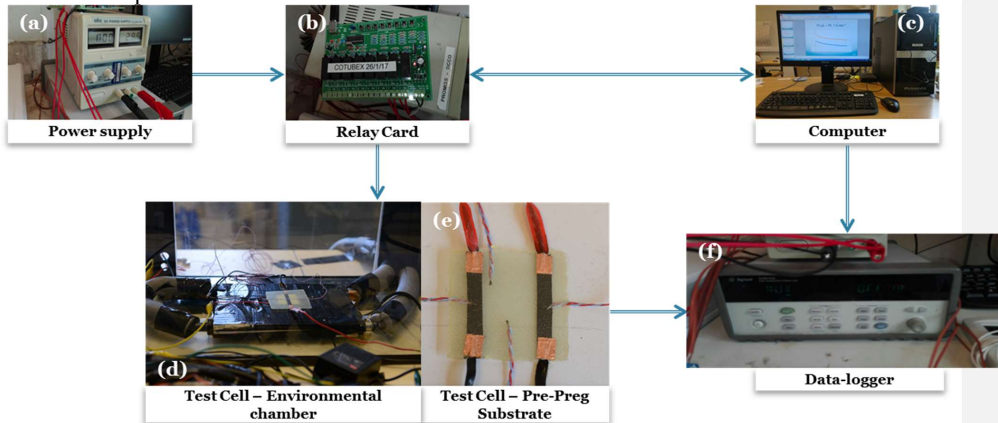 (a)
Power supply
(b)
COTUBEX 26/1/17
Relay Card
(c)
Computer
(d)
Test Cell – Environmental
chamber
(e)
Test Cell – Pre-Preg
Substrate
(f)
Agilent
Data-logger